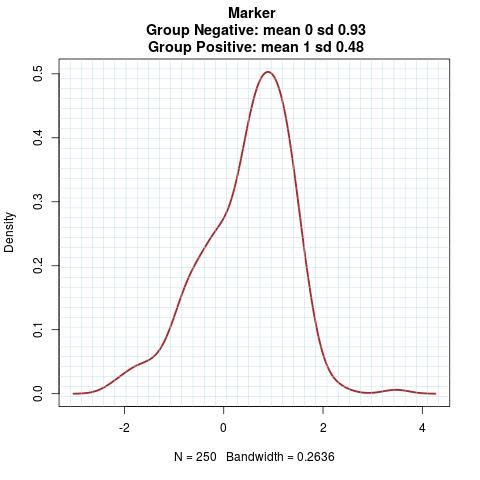 Marker
Group Negative: mean 0 sd 0.93
Group Positive: mean 1 sd 0.48
0.5
0.4
0.3
0.2
0.1
0.0
Density
-2 0 2 4
N = 250 Bandwidth = 0.2636